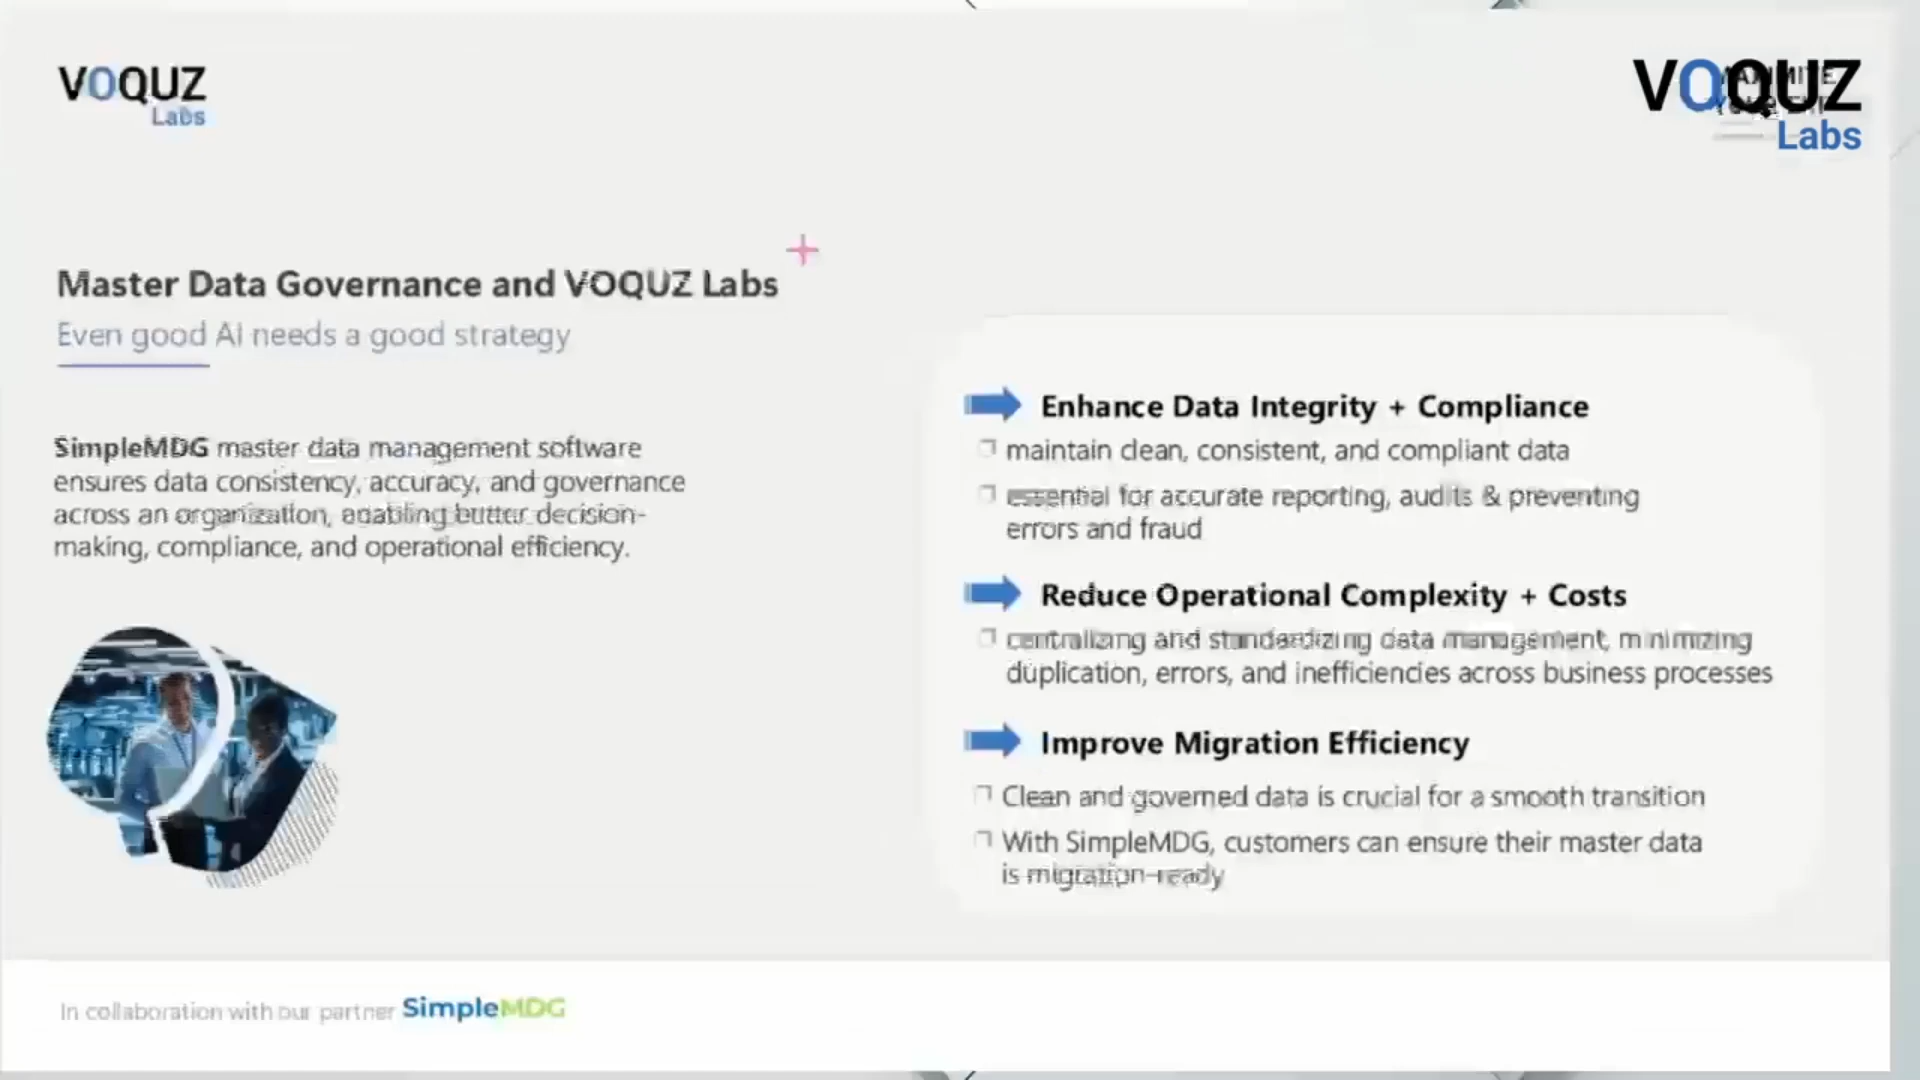 VOQUZ
Labs
VOQUZ
Labs
Master Data Governance and VOQUZ Labs
Even good AI needs a good strategy
SimpleMDG master data management software
ensures data consistency, accuracy, and governance
across an organization, enabling better decision-
making, compliance, and operational efficiency.
Enhance Data Integrity + Compliance
maintain clean, consistent, and compliant data
essential for accurate reporting, audits & preventing
errors and fraud
Reduce Operational Complexity + Costs
centralizing and standardizing data management, minimizing
duplication, errors, and inefficiencies across business processes
Improve Migration Efficiency
Clean and governed data is crucial for a smooth transition
With SimpleMDG, customers can ensure their master data
is migration-ready
In collaboration with our partner SimpleMDG